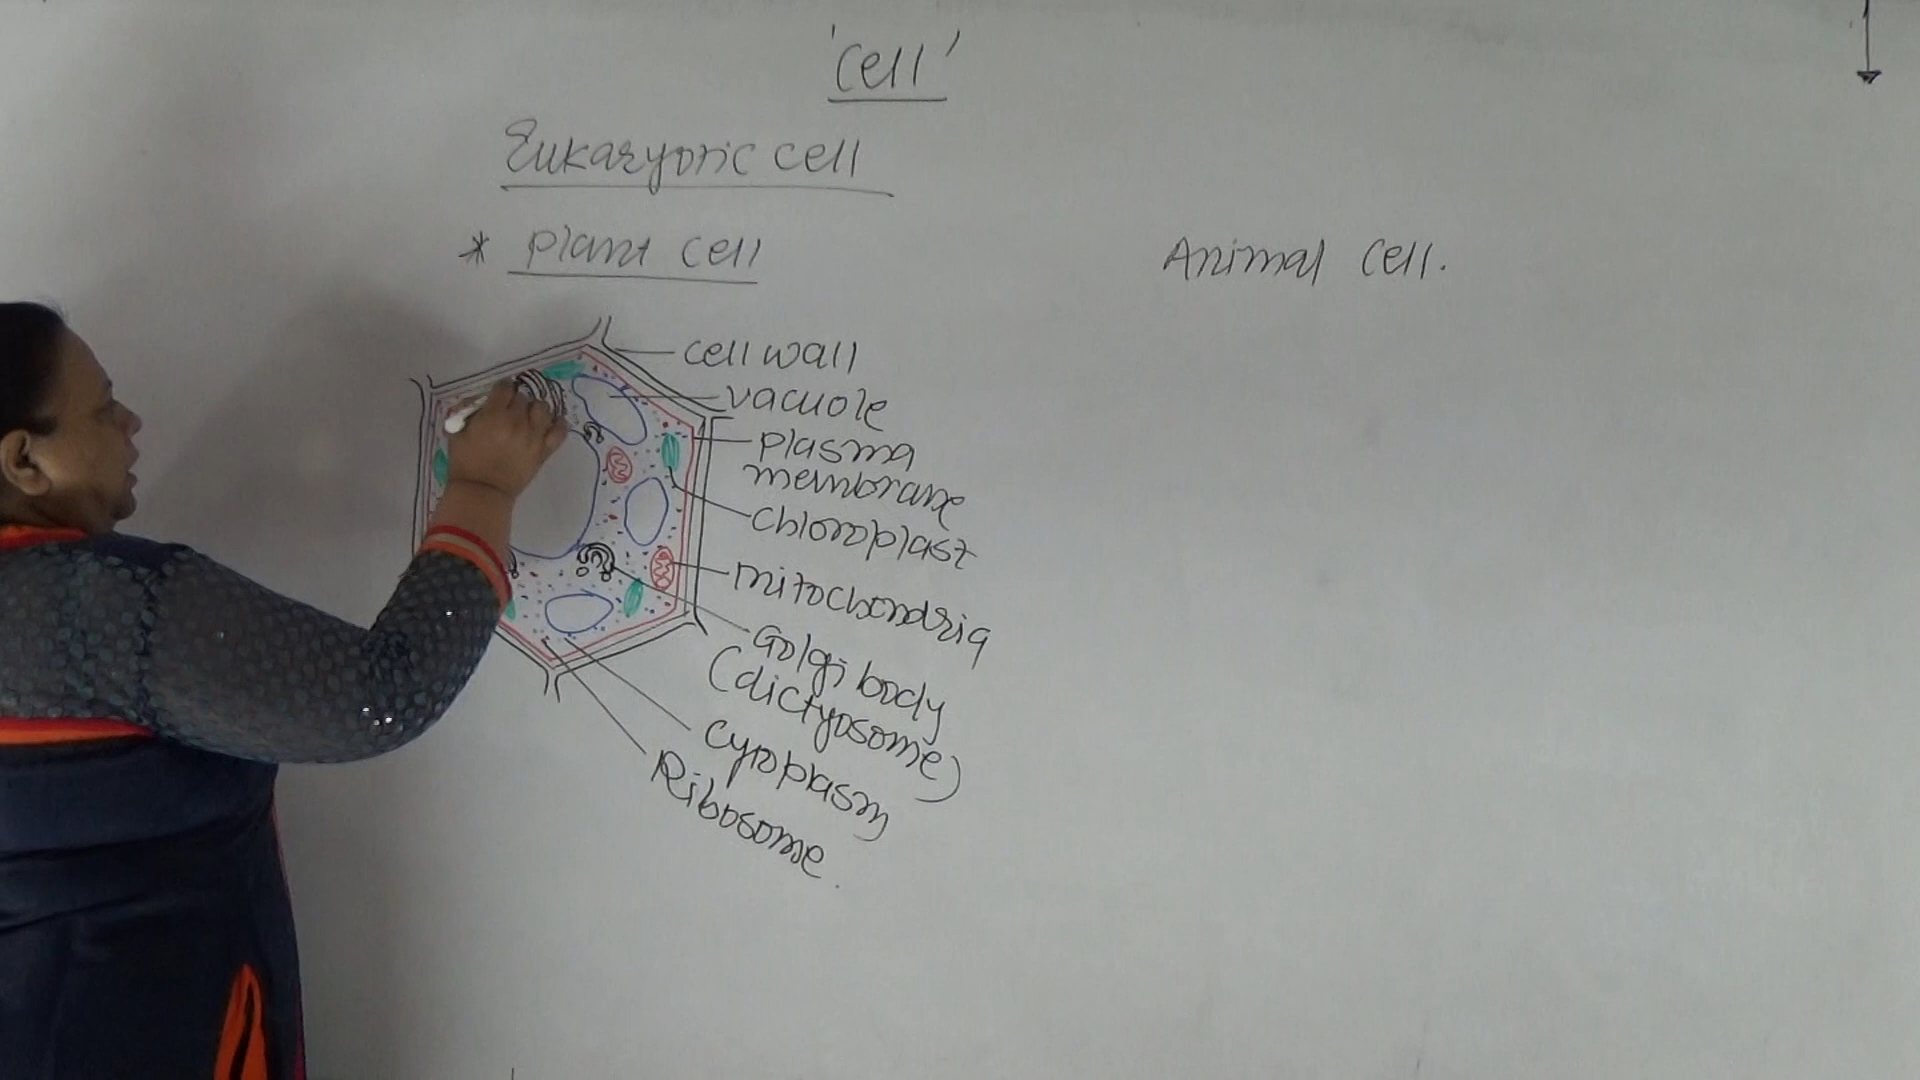 'Cell'
Eukaryotic cell
* Plant cell
Animal Cell.
cell wall
vacuole
plasma
membrane
chloroplast
mitochondria
Golgi body
(dictyosome)
cytoplasm
Ribosome.